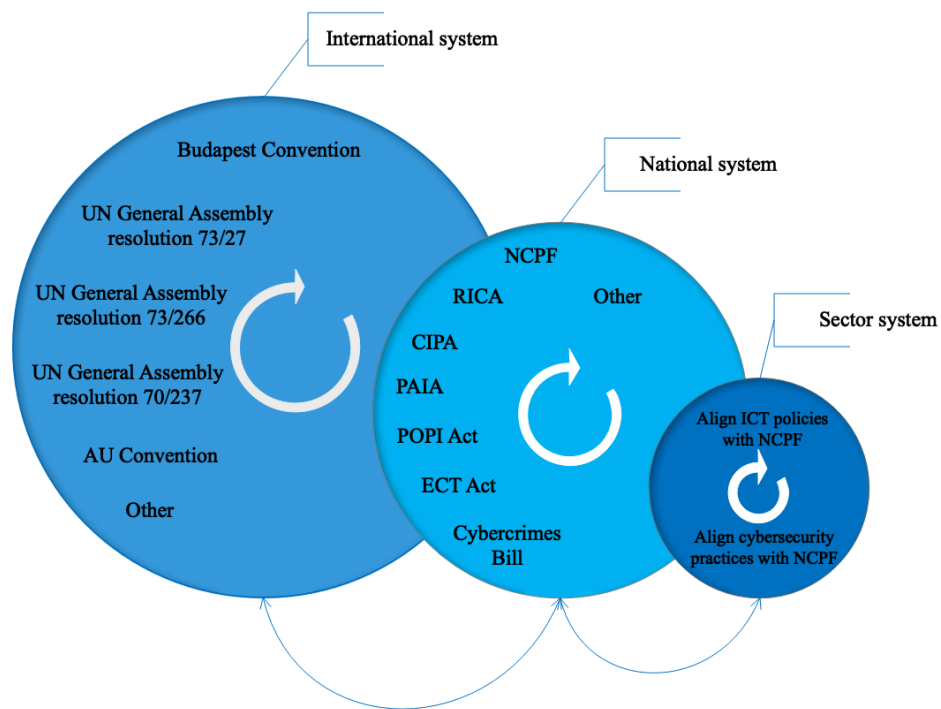 International system
Budapest Convention
UN General Assembly
resolution 73/27
UN General Assembly
resolution 73/266
UN General Assembly
resolution 70/237
AU Convention
Other
National system
NCPF
RICA
Other
CIPA
PAIA
POPI Act
ECT Act
Cybercrimes
Bill
Sector system
Align ICT policies
with NCPF
Align cybersecurity
practices with NCPF